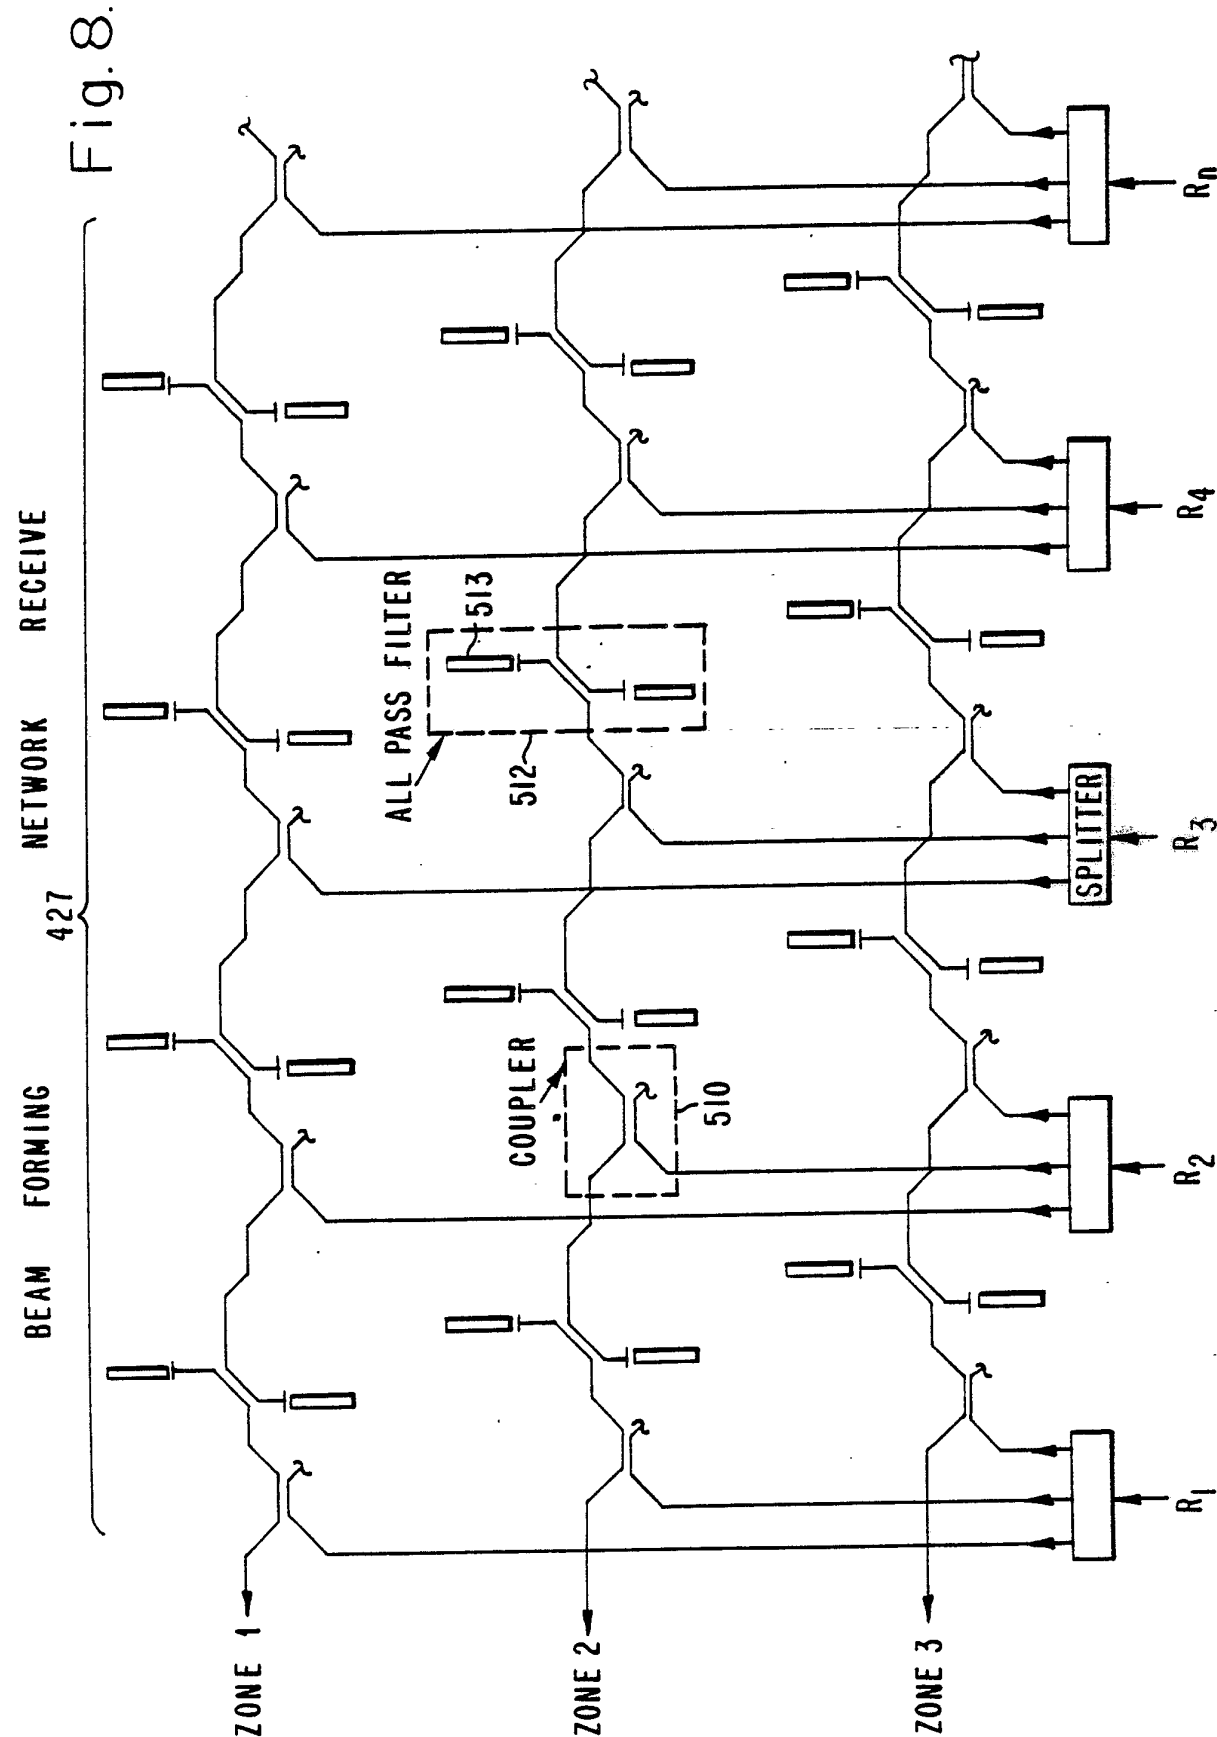 Fig. 8.
BEAM FORMING NETWORK RECEIVE
427
ALL PASS FILTER
513
512
COUPLER
510
ZONE 1
ZONE 2
ZONE 3
SPLITTER
R1
R2
R3
R4
Rn